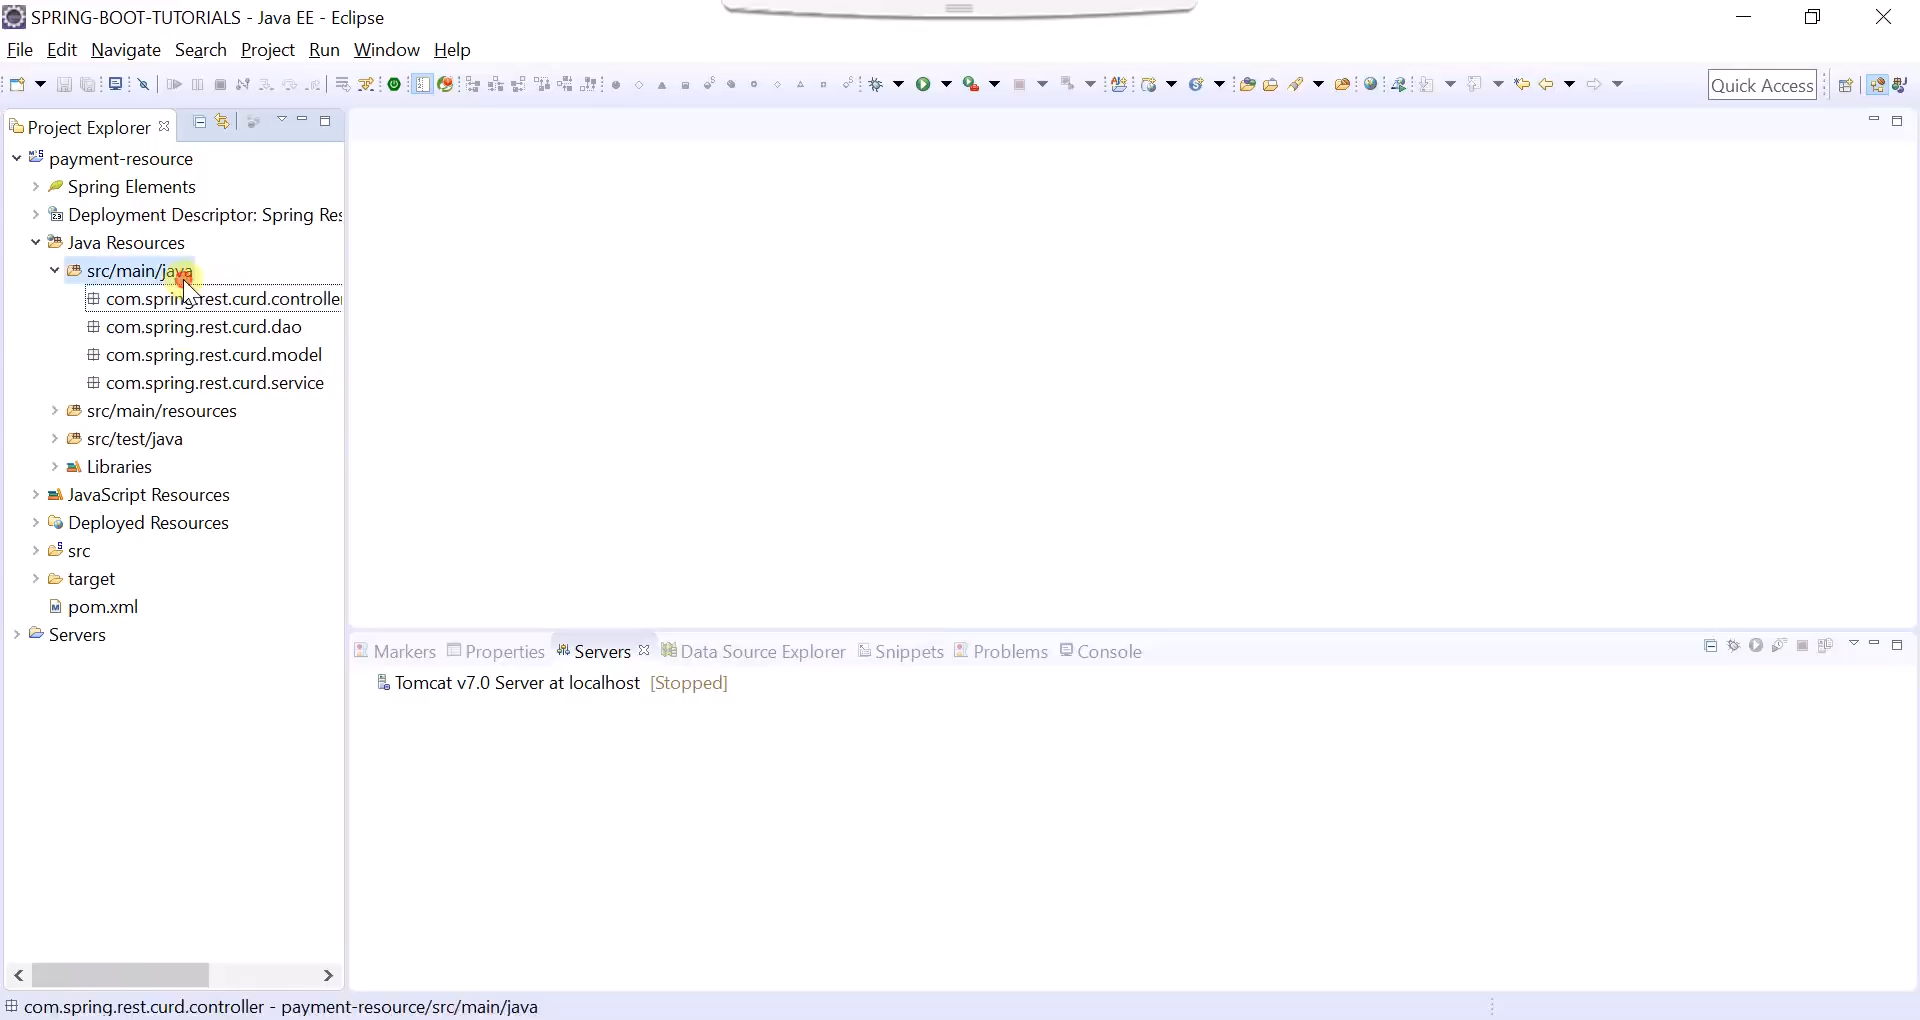 SPRING-BOOT-TUTORIALS - Java EE - Eclipse
File Edit Navigate Search Project Run Window Help
Quick Access
Project Explorer
payment-resource
Spring Elements
Deployment Descriptor: Spring Res
Java Resources
src/main/java
com.spring.rest.curd.controller
com.spring.rest.curd.dao
com.spring.rest.curd.model
com.spring.rest.curd.service
src/main/resources
src/test/java
Libraries
JavaScript Resources
Deployed Resources
src
target
pom.xml
Servers
Markers Properties Servers Data Source Explorer Snippets Problems Console
Tomcat v7.0 Server at localhost [Stopped]
com.spring.rest.curd.controller - payment-resource/src/main/java